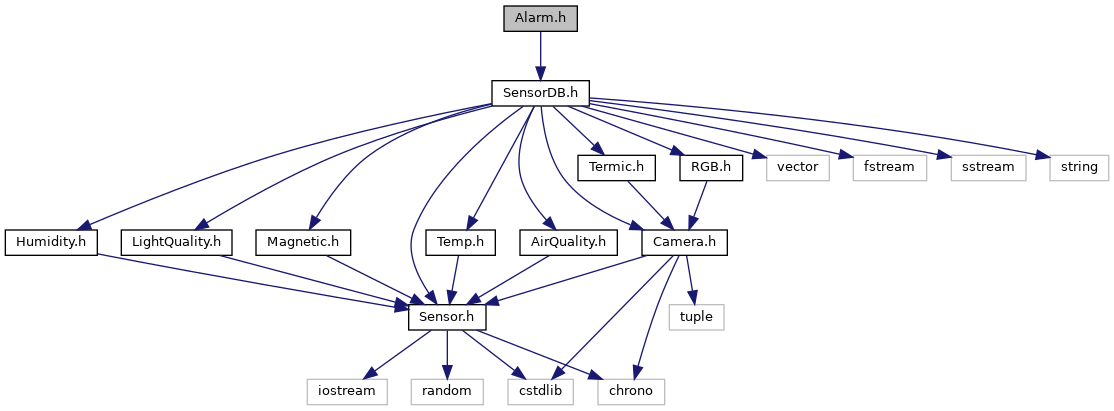 Alarm.h
SensorDB.h
Termic.h
RGB.h
vector
fstream
sstream
string
Humidity.h
LightQuality.h
Magnetic.h
Temp.h
AirQuality.h
Camera.h
Sensor.h
tuple
iostream
random
cstdlib
chrono